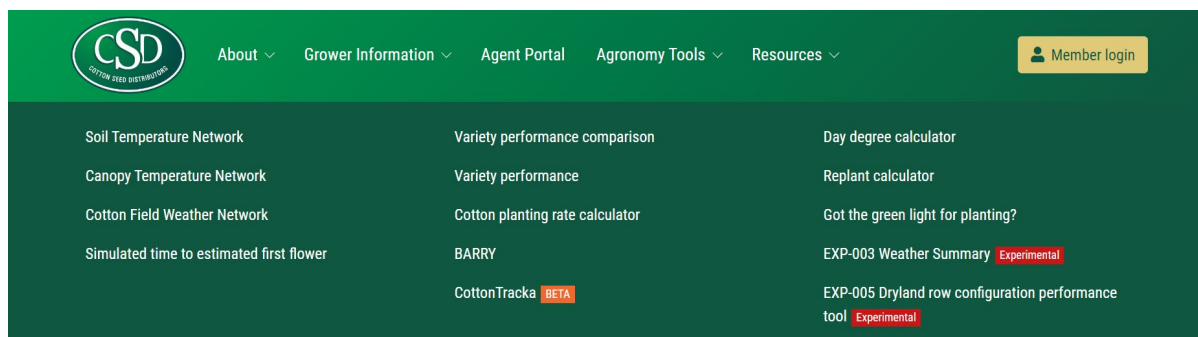 CSD
COTTON SEED DISTRIBUTORS
About
Grower Information
Agent Portal
Agronomy Tools
Resources
Member login
Soil Temperature Network
Canopy Temperature Network
Cotton Field Weather Network
Simulated time to estimated first flower
Variety performance comparison
Variety performance
Cotton planting rate calculator
BARRY
CottonTracka BETA
Day degree calculator
Replant calculator
Got the green light for planting?
EXP-003 Weather Summary Experimental
EXP-005 Dryland row configuration performance
tool Experimental